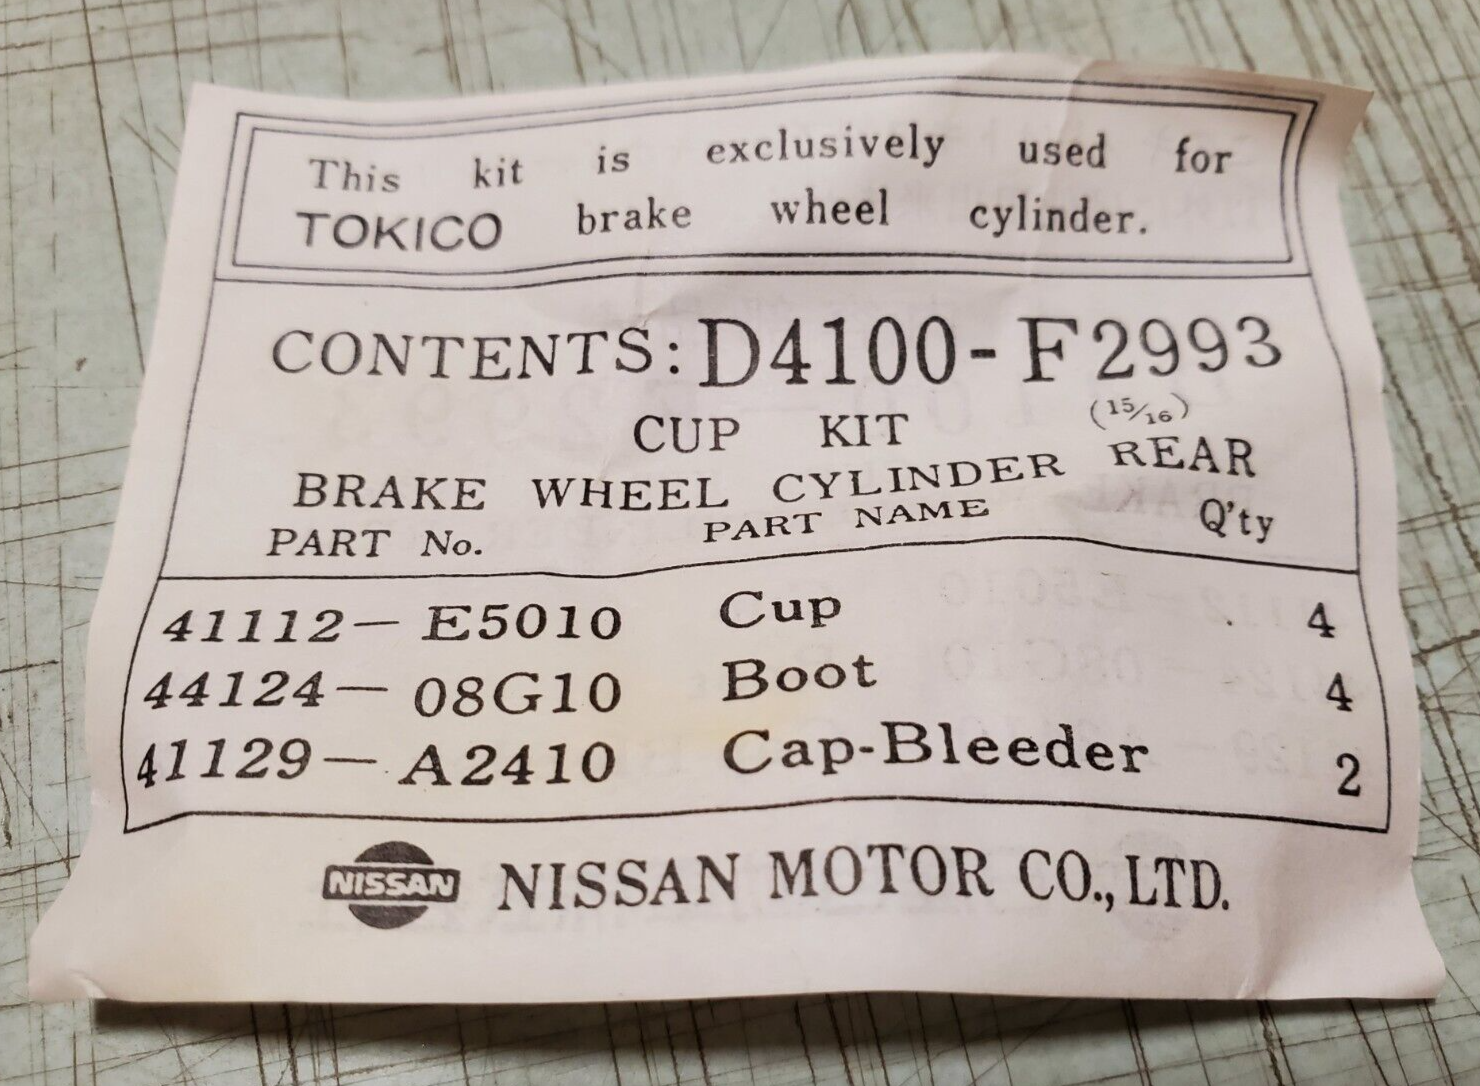 This kit is exclusively used for
TOKICO brake wheel cylinder.
CONTENTS: D4100-F2993
CUP KIT (15/16)
BRAKE WHEEL CYLINDER REAR
PART No. PART NAME Q'ty
41112-E5010 Cup 4
44124-08G10 Boot 4
41129-A2410 Cap-Bleeder 2
NISSAN NISSAN MOTOR CO., LTD.